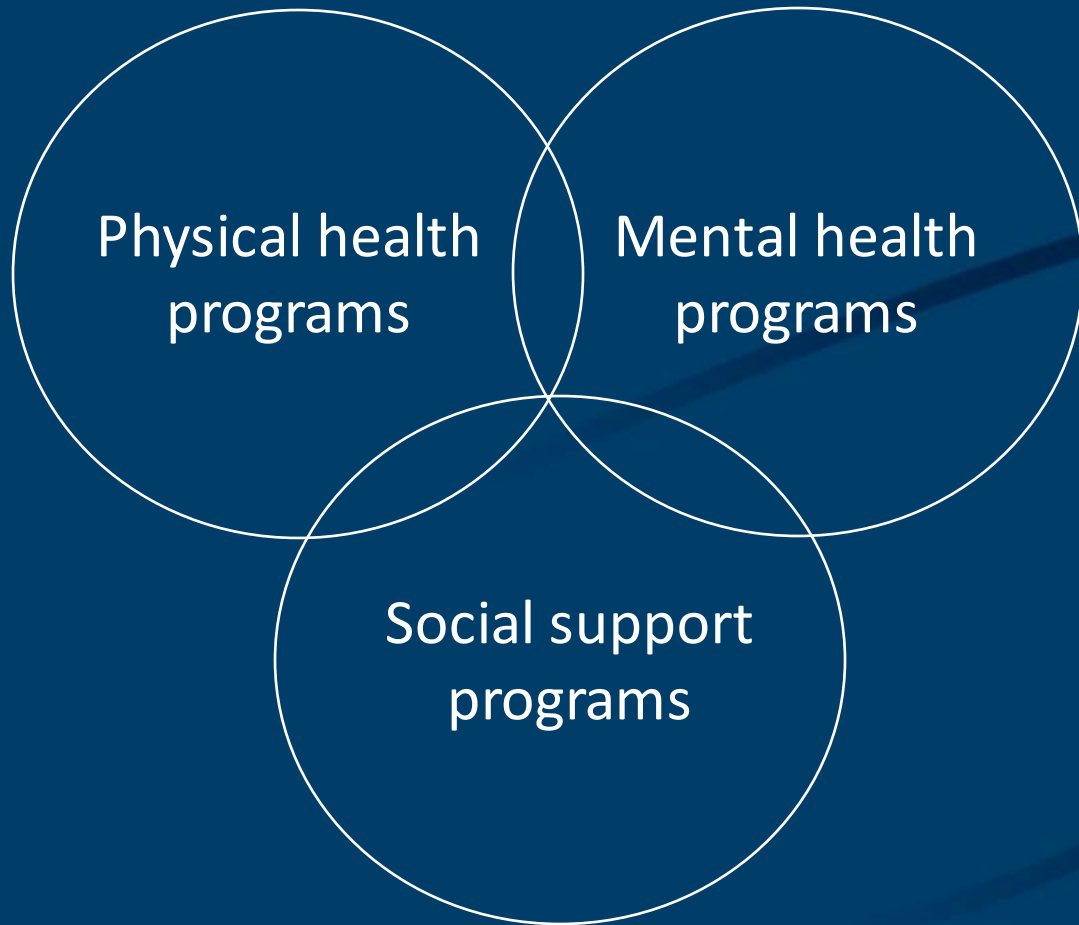 Physical health
programs
Mental health
programs
Social support
programs